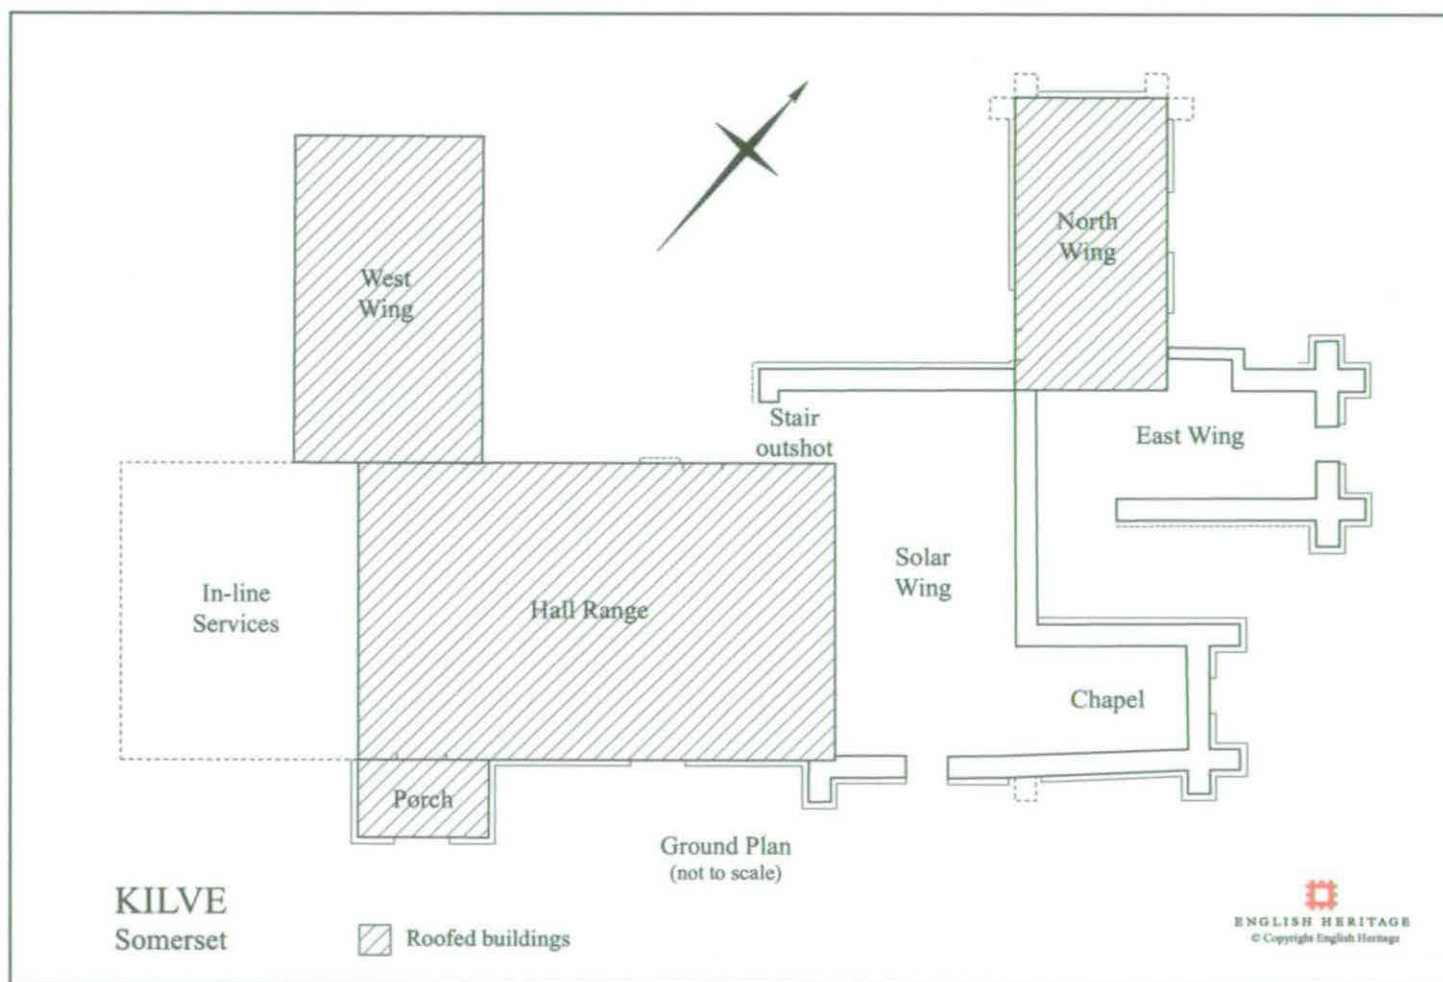 North
Wing
West
Wing
Stair
outshot
East Wing
Solar
Wing
In-line
Services
Hall Range
Chapel
Porch
Ground Plan
(not to scale)
KILVE
Somerset
Roofed buildings
ENGLISH HERITAGE
© Copyright English Heritage